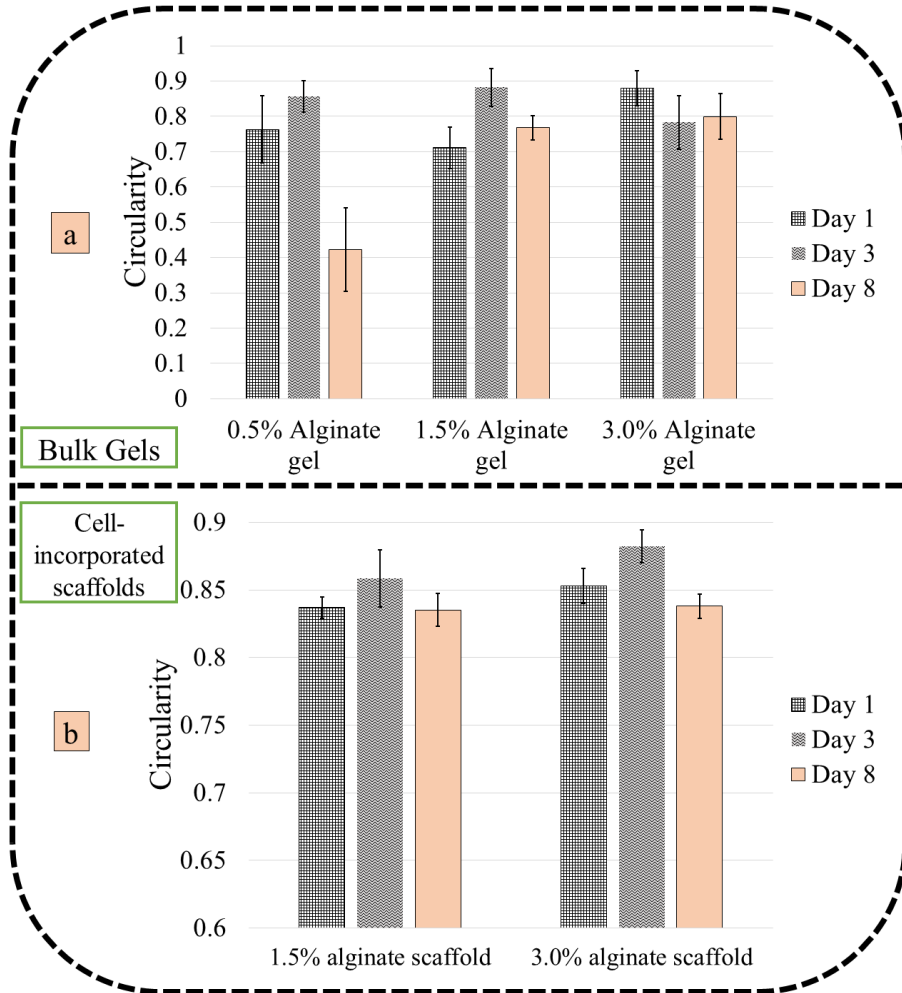 a
Circularity
1
0.9
0.8
0.7
0.6
0.5
0.4
0.3
0.2
0.1
0
0.5% Alginate
gel
1.5% Alginate
gel
3.0% Alginate
gel
Day 1
Day 3
Day 8
Bulk Gels
Cell-
incorporated
scaffolds
b
Circularity
0.9
0.85
0.8
0.75
0.7
0.65
0.6
1.5% alginate scaffold
3.0% alginate scaffold
Day 1
Day 3
Day 8